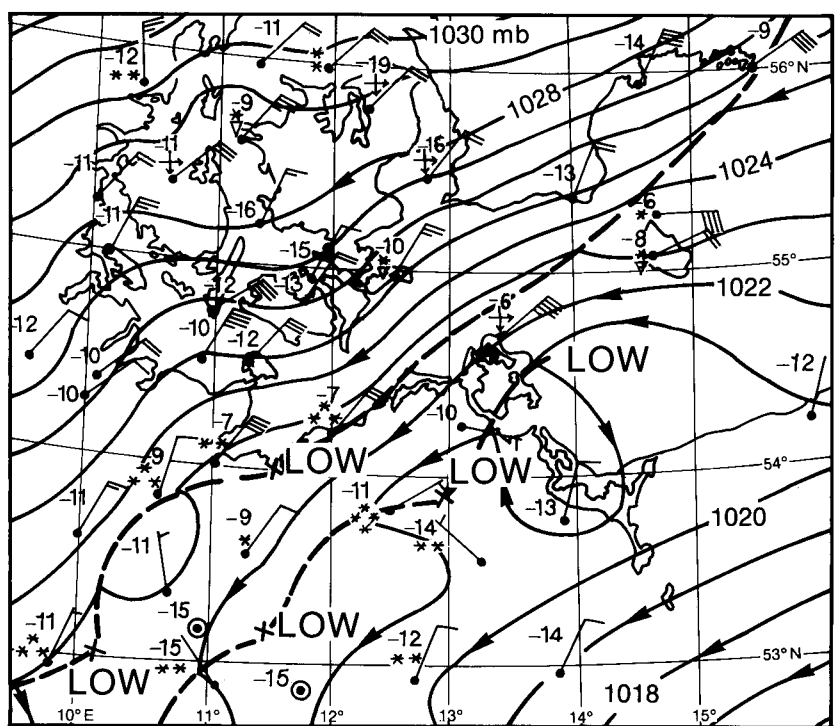 -11 1030 mb -14 -9
-12 -19 56°N
-9 1028
-11 -11 -16 -13 1024
-11 -16 -6
-15 -10 -8
-12 -13 55°
-10 -6 1022
-12 -12
-10 LOW -12
-10 -7
-7 -10
-9 LOW LOW 54°
-11 -11 -13
-9 -14 1020
-11
-15 LOW
-11 -15 -12 -14 53°N
LOW -15 1018
10°E 11° 12° 13° 14° 15°